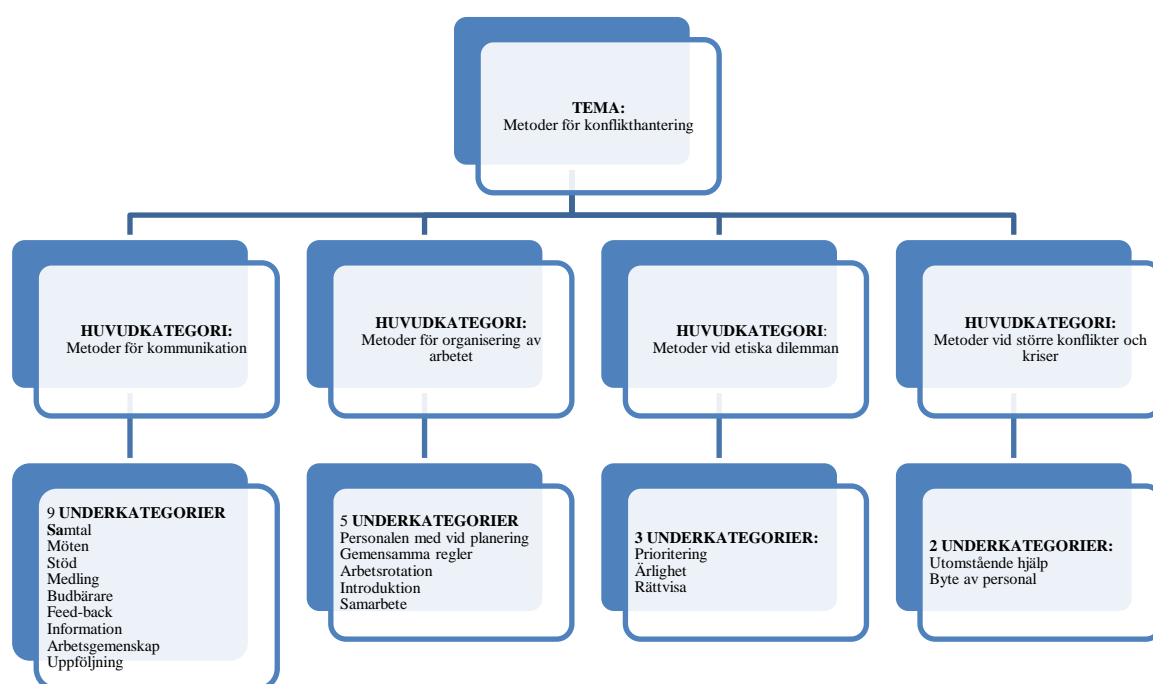 TEMA:
Metoder för konflikthantering
HUVUDKATEGORI:
Metoder för kommunikation
HUVUDKATEGORI:
Metoder för organisering av
arbetet
HUVUDKATEGORI:
Metoder vid etiska dilemman
HUVUDKATEGORI:
Metoder vid större konflikter och
kriser
9 UNDERKATEGORIER
Samtal
Möten
Stöd
Medling
Budbärare
Feed-back
Information
Arbetsgemenskap
Uppföljning
5 UNDERKATEGORIER
Personalen med vid planering
Gemensamma regler
Arbetsrotation
Introduktion
Samarbete
3 UNDERKATEGORIER:
Prioritering
Ärlighet
Rättvisa
2 UNDERKATEGORIER:
Utomstående hjälp
Byte av personal